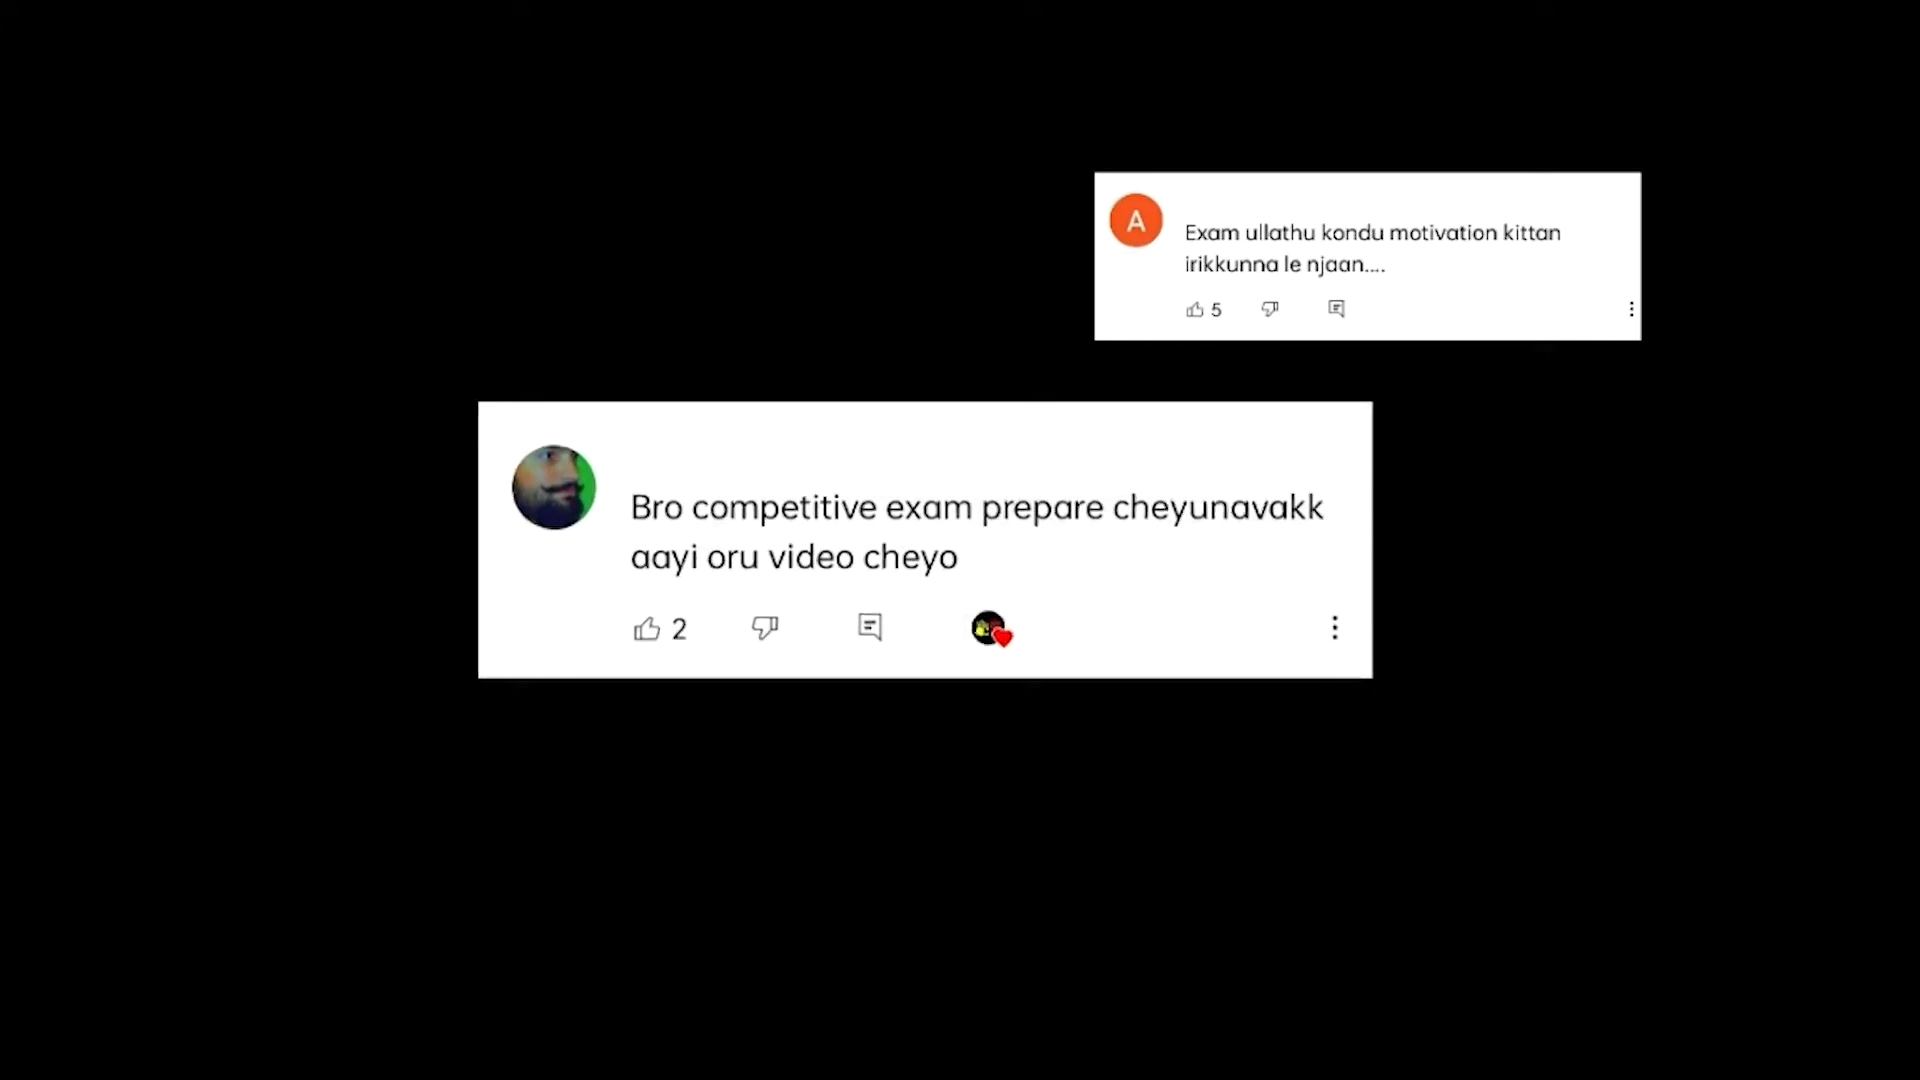 A
Exam ullathu kondu motivation kittan
irikkunna le njaan....
5
Bro competitive exam prepare cheyunavakk
aayi oru video cheyo
2